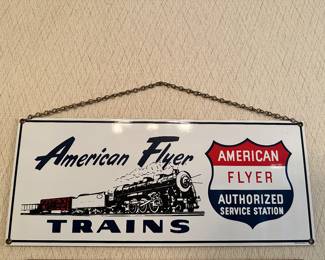 American Flyer
TRAINS
AMERICAN
FLYER
AUTHORIZED
SERVICE STATION